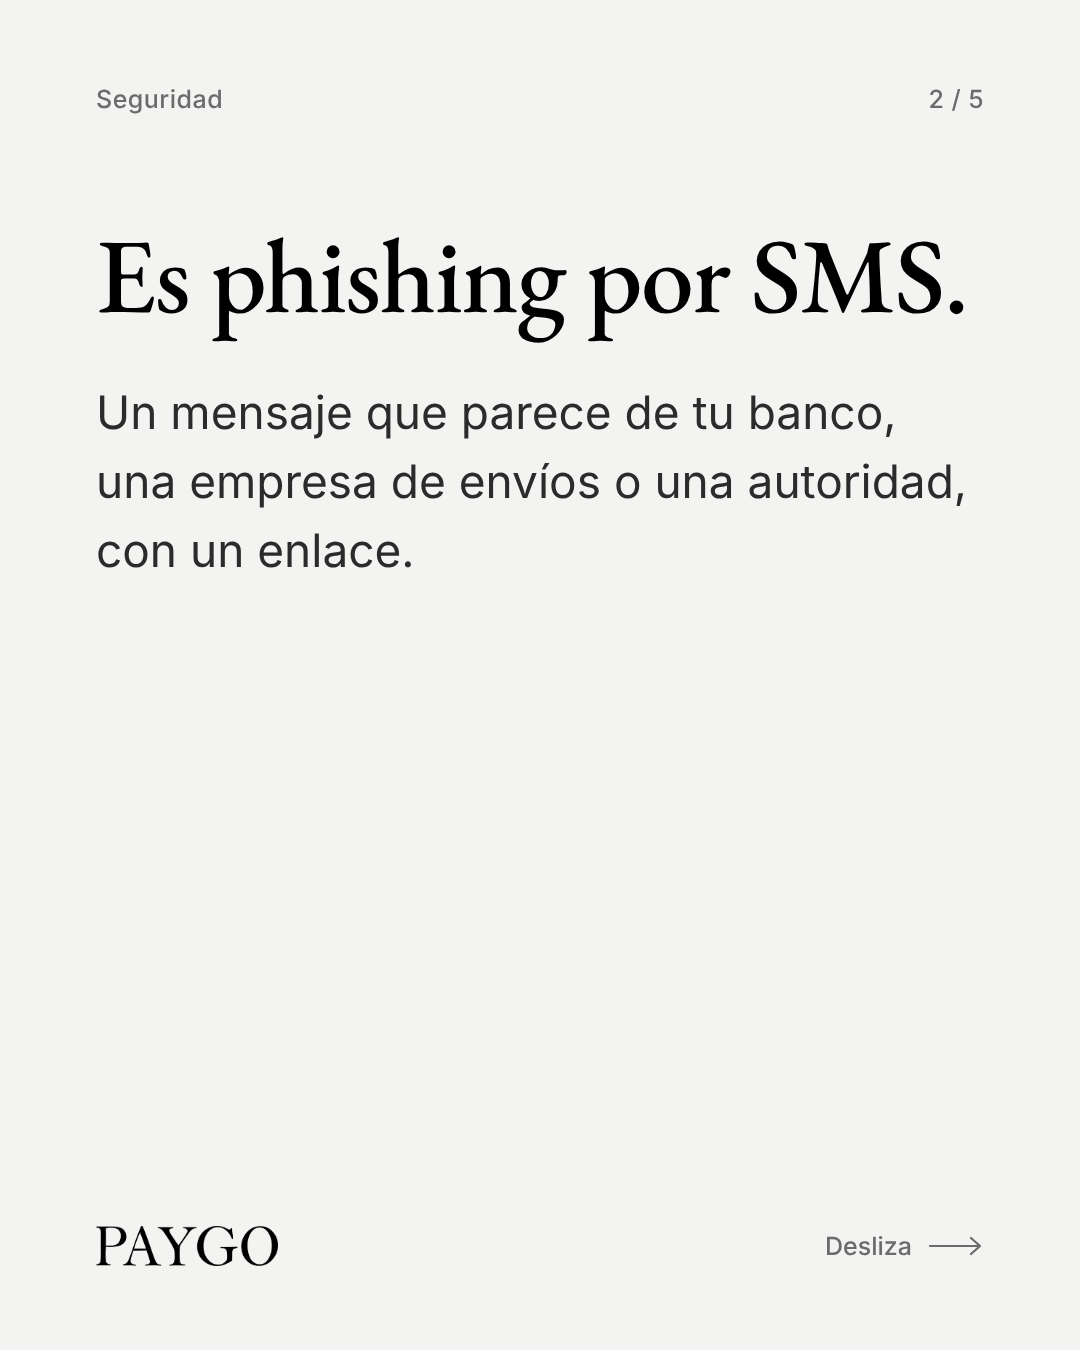 Seguridad
2 / 5
Es phishing por SMS.
Un mensaje que parece de tu banco,
una empresa de envíos o una autoridad,
con un enlace.
PAYGO
Desliza